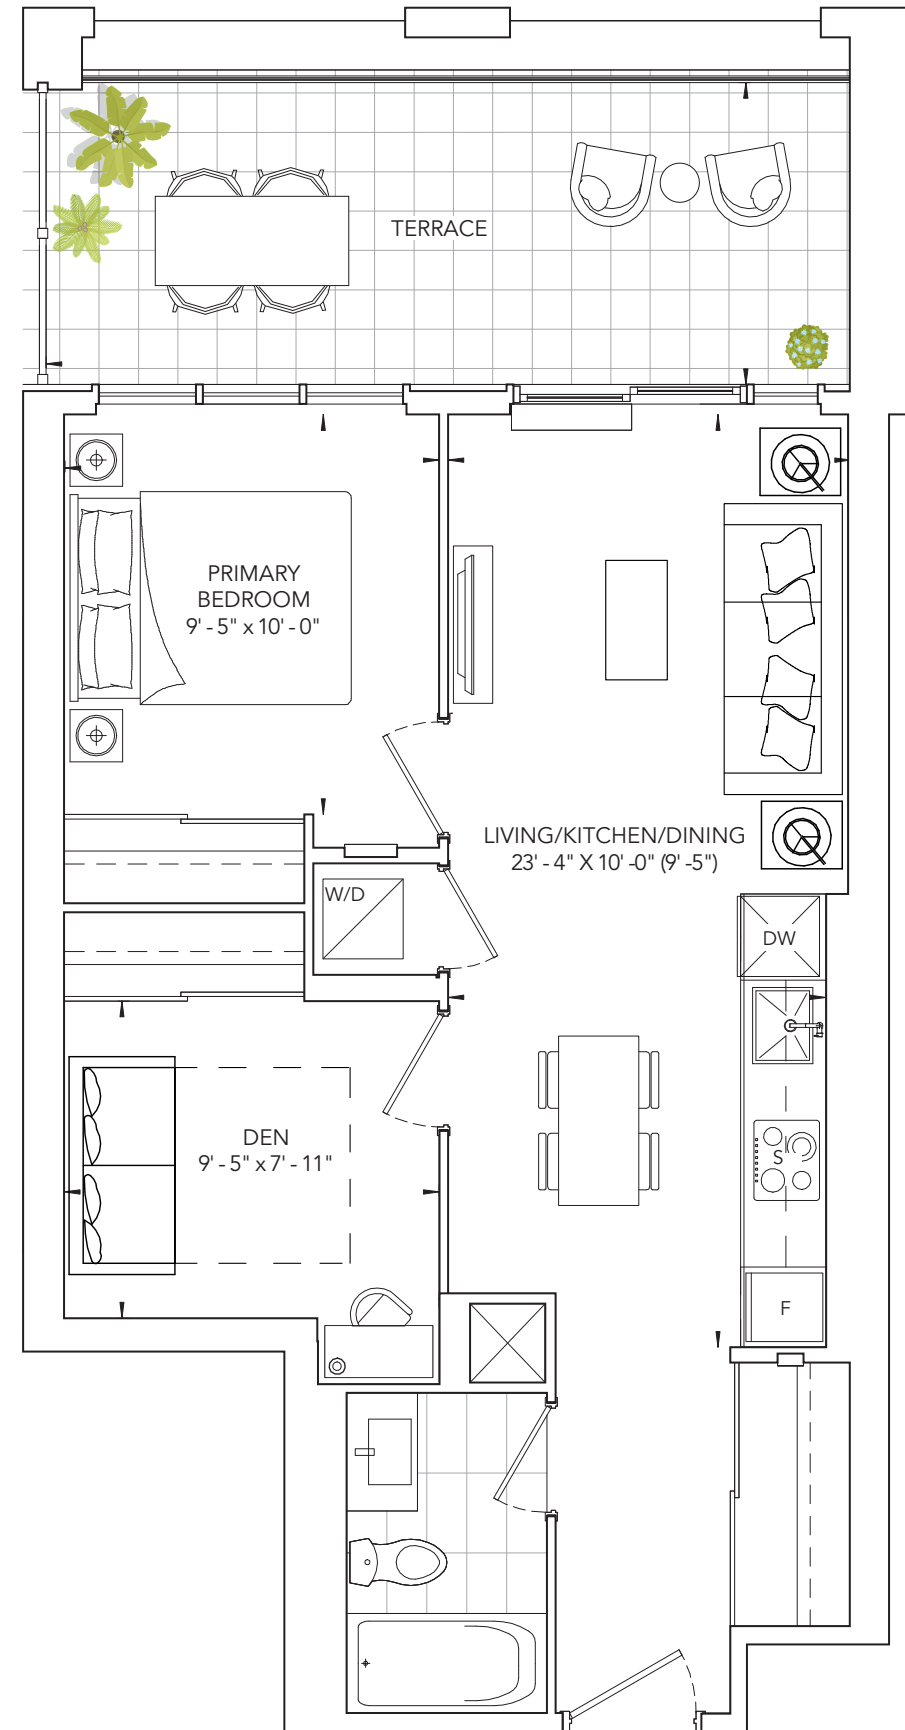 TERRACE
PRIMARY
BEDROOM
9' - 5" x 10' - 0"
LIVING/KITCHEN/DINING
23' - 4" X 10' -0" (9' -5")
W/D
DW
DEN
9' - 5" x 7' - 11"
S
F